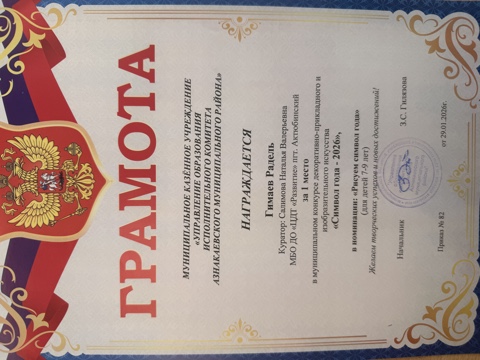 ГРАМОТА
МУНИЦИПАЛЬНОЕ КАЗЁННОЕ УЧРЕЖДЕНИЕ
«УПРАВЛЕНИЕ ОБРАЗОВАНИЯ
ИСПОЛНИТЕЛЬНОГО КОМИТЕТА
АЗНАКАЕВСКОГО МУНИЦИПАЛЬНОГО РАЙОНА»
НАГРАЖДАЕТСЯ
Гимаев Радель
Куратор: Салимова Наталья Валерьевна
МБО ДО «ЦДТ «Развитие» пгт. Актюбинский
за 1 место
в муниципальном конкурсе декоративно-прикладного и
изобразительного искусства
«Символ года - 2026»,
в номинации: «Рисуем символ года»
(для детей 7-9 лет)
Желаем творческих успехов и новых достижений!
Начальник З.С. Гилязова
Приказ № 82 от 29.01.2026г.